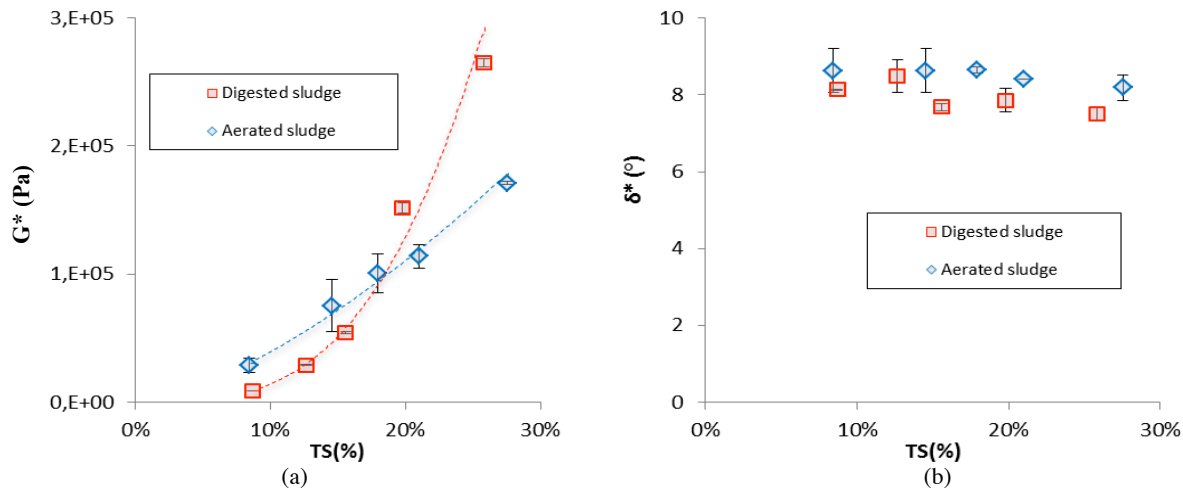 3,E+05
2,E+05
1,E+05
0,E+00
G* (Pa)
Digested sludge
Aerated sludge
0%
10%
20%
30%
TS(%)
(a)
10
8
6
4
2
0
δ* (°)
Digested sludge
Aerated sludge
0%
10%
20%
30%
TS(%)
(b)